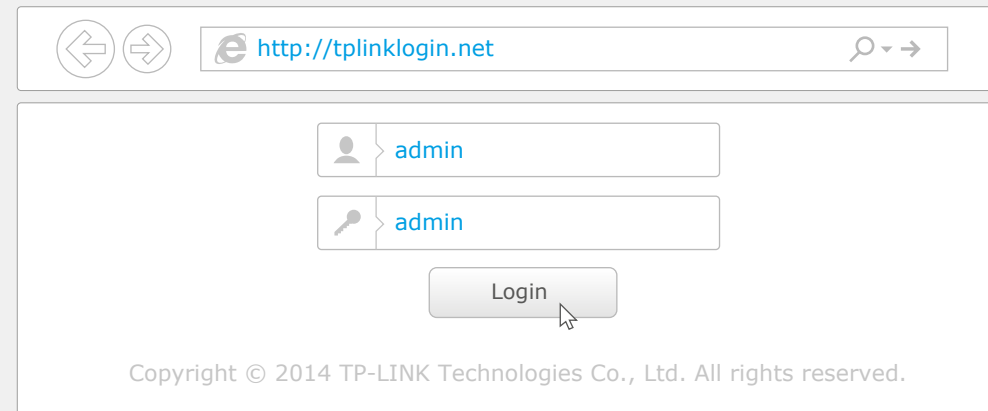 http://tplinklogin.net
admin
admin
Login
Copyright © 2014 TP-LINK Technologies Co., Ltd. All rights reserved.